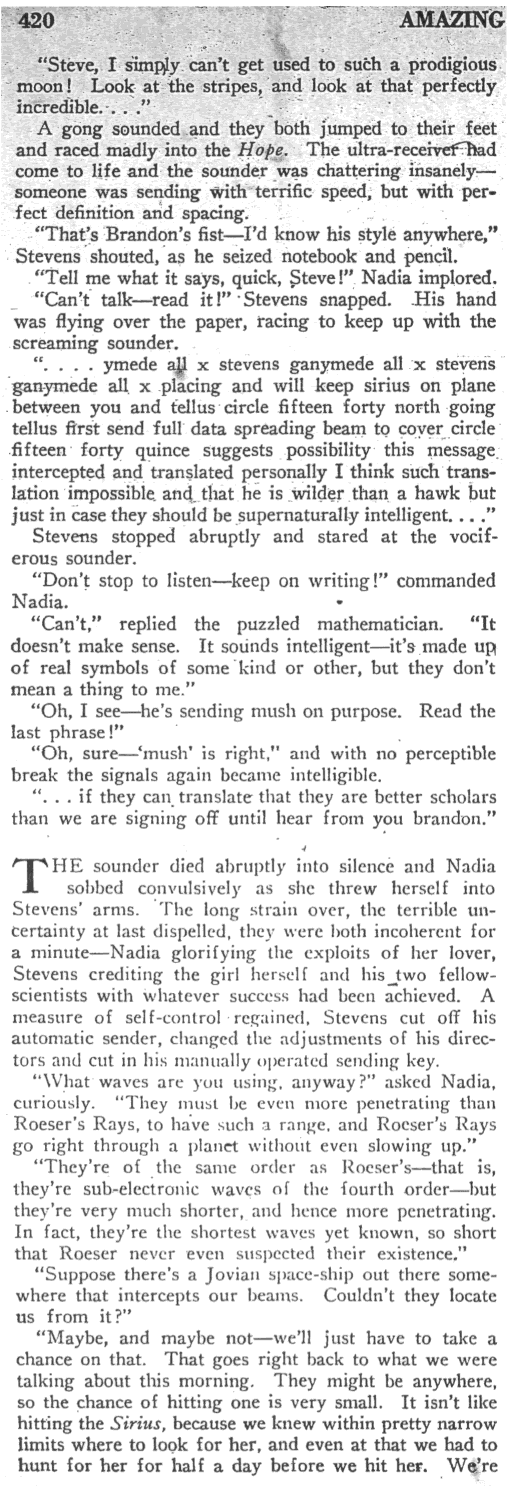 420 AMAZING
"Steve, I simply can't get used to such a prodigious
moon! Look at the stripes, and look at that perfectly
incredible. . . ."
A gong sounded and they both jumped to their feet
and raced madly into the Hope. The ultra-receiver had
come to life and the sounder was chattering insanely—
someone was sending with terrific speed, but with per-
fect definition and spacing.
"That's Brandon's fist—I'd know his style anywhere,"
Stevens shouted, as he seized notebook and pencil.
"Tell me what it says, quick, Steve!" Nadia implored.
"Can't talk—read it!" Stevens snapped. His hand
was flying over the paper, racing to keep up with the
screaming sounder.
". . . . ymede all x stevens ganymede all x stevens
ganymede all x placing and will keep sirius on plane
between you and tellus circle fifteen forty north going
tellus first send full data spreading beam to cover circle
fifteen forty quince suggests possibility this message
intercepted and translated personally I think such trans-
lation impossible and that he is wilder than a hawk but
just in case they should be supernaturally intelligent. . . ."
Stevens stopped abruptly and stared at the vocif-
erous sounder.
"Don't stop to listen—keep on writing!" commanded
Nadia.
"Can't," replied the puzzled mathematician. "It
doesn't make sense. It sounds intelligent—it's made up
of real symbols of some kind or other, but they don't
mean a thing to me."
"Oh, I see—he's sending mush on purpose. Read the
last phrase!"
"Oh, sure—'mush' is right," and with no perceptible
break the signals again became intelligible.
". . . if they can translate that they are better scholars
than we are signing off until hear from you brandon."
THE sounder died abruptly into silence and Nadia
sobbed convulsively as she threw herself into
Stevens' arms. The long strain over, the terrible un-
certainty at last dispelled, they were both incoherent for
a minute—Nadia glorifying the exploits of her lover,
Stevens crediting the girl herself and his two fellow-
scientists with whatever success had been achieved. A
measure of self-control regained, Stevens cut off his
automatic sender, changed the adjustments of his direc-
tors and cut in his manually operated sending key.
"What waves are you using, anyway?" asked Nadia,
curiously. "They must be even more penetrating than
Roeser's Rays, to have such a range, and Roeser's Rays
go right through a planet without even slowing up."
"They're of the same order as Roeser's—that is,
they're sub-electronic waves of the fourth order—but
they're very much shorter, and hence more penetrating.
In fact, they're the shortest waves yet known, so short
that Roeser never even suspected their existence."
"Suppose there's a Jovian space-ship out there some-
where that intercepts our beams. Couldn't they locate
us from it?"
"Maybe, and maybe not—we'll just have to take a
chance on that. That goes right back to what we were
talking about this morning. They might be anywhere,
so the chance of hitting one is very small. It isn't like
hitting the Sirius, because we knew within pretty narrow
limits where to look for her, and even at that we had to
hunt for her for half a day before we hit her. We're